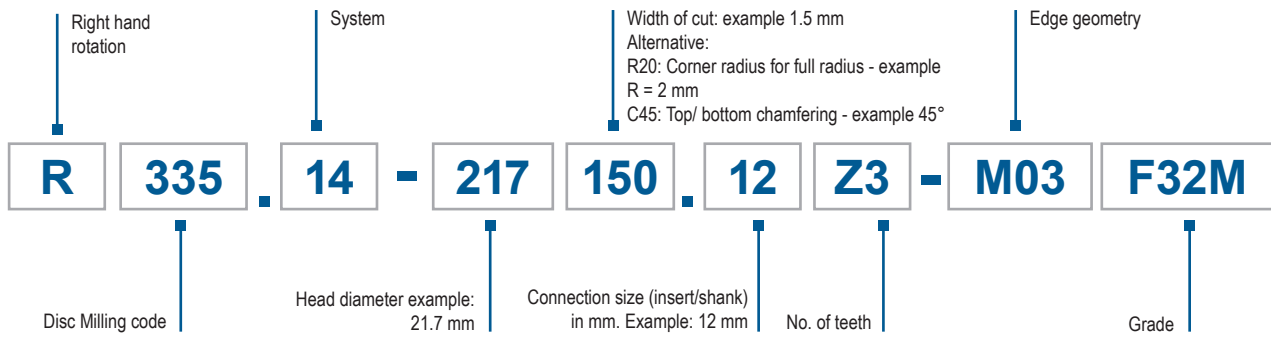 Right hand
rotation
System
Width of cut: example 1.5 mm
Alternative:
R20: Corner radius for full radius - example
R = 2 mm
C45: Top/ bottom chamfering - example 45°
Edge geometry
R 335 . 14 - 217 150 . 12 Z3 - M03 F32M
Disc Milling code
Head diameter example:
21.7 mm
Connection size (insert/shank)
in mm. Example: 12 mm
No. of teeth
Grade